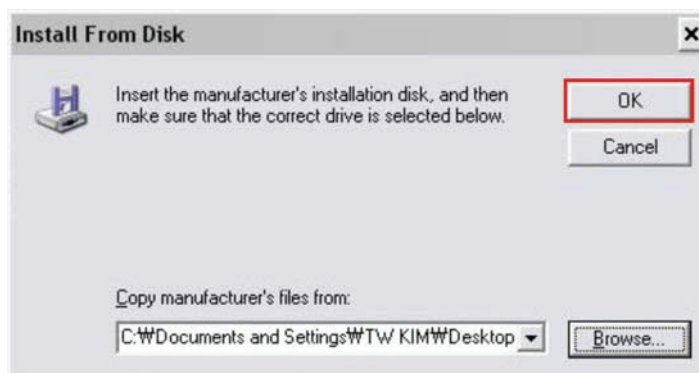 Install From Disk
Insert the manufacturer's installation disk, and then
make sure that the correct drive is selected below.
OK
Cancel
Copy manufacturer's files from:
C:₩Documents and Settings₩TW KIM₩Desktop
Browse...